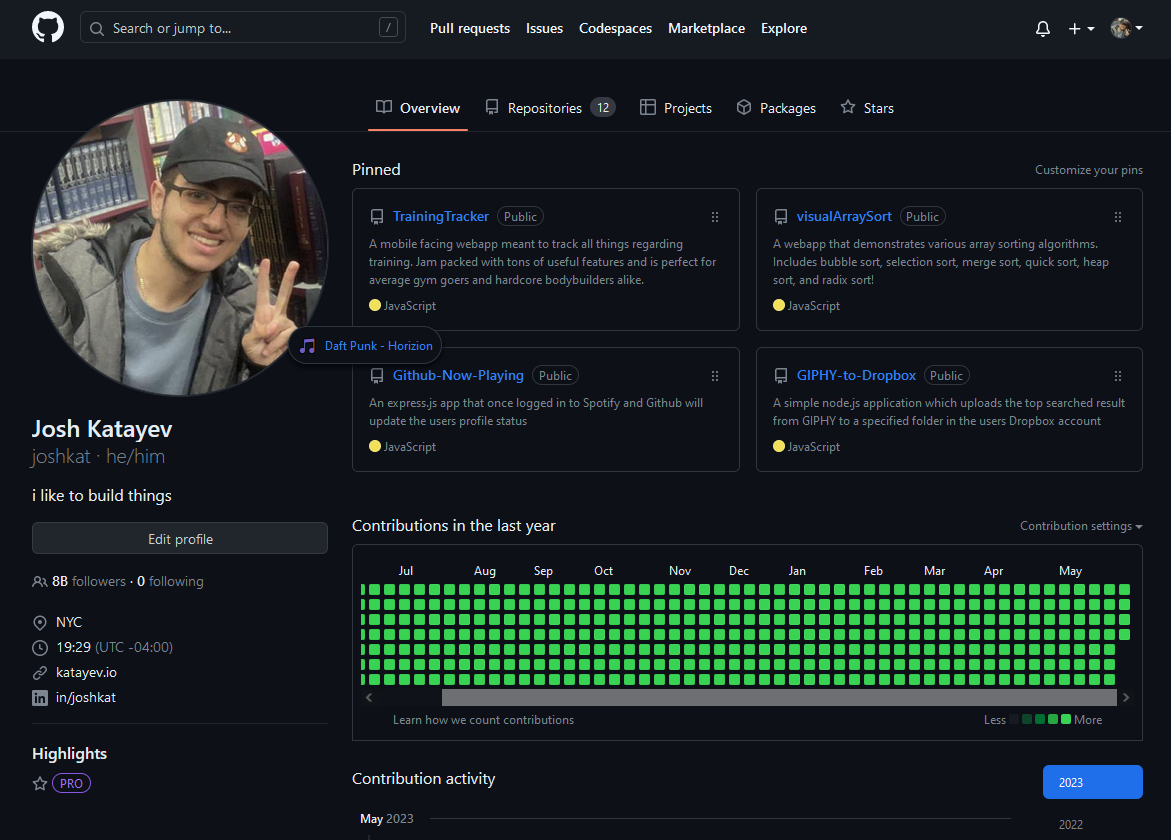 Search or jump to...
/
Pull requests
Issues
Codespaces
Marketplace
Explore
Overview
Repositories 12
Projects
Packages
Stars
Daft Punk - Horizion
Josh Katayev
joshkat · he/him
i like to build things
Edit profile
8B followers · 0 following
NYC
19:29 (UTC -04:00)
katayev.io
in/joshkat
Highlights
PRO
Pinned
Customize your pins
TrainingTracker Public
A mobile facing webapp meant to track all things regarding
training. Jam packed with tons of useful features and is perfect for
average gym goers and hardcore bodybuilders alike.
JavaScript
visualArraySort Public
A webapp that demonstrates various array sorting algorithms.
Includes bubble sort, selection sort, merge sort, quick sort, heap
sort, and radix sort!
JavaScript
Github-Now-Playing Public
An express.js app that once logged in to Spotify and Github will
update the users profile status
JavaScript
GIPHY-to-Dropbox Public
A simple node.js application which uploads the top searched result
from GIPHY to a specified folder in the users Dropbox account
JavaScript
Contributions in the last year
Contribution settings
Jul Aug Sep Oct Nov Dec Jan Feb Mar Apr May
Learn how we count contributions
Less More
Contribution activity
2023
2022
May 2023